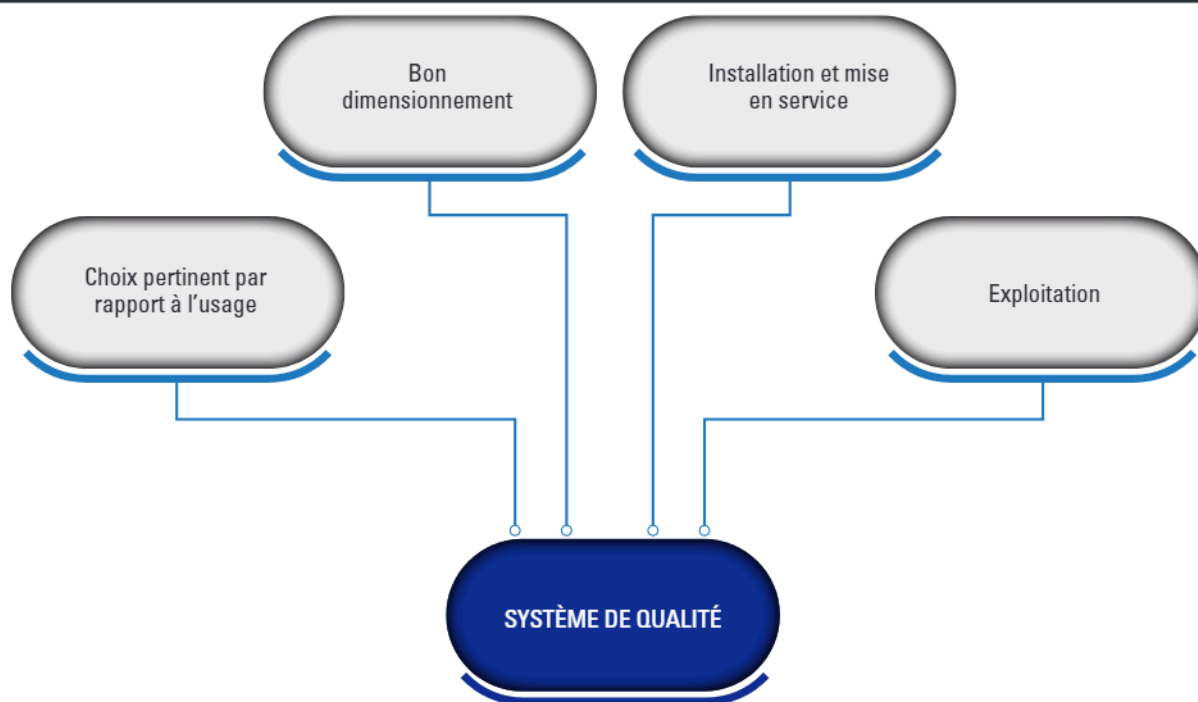 Bon
dimensionnement
Installation et mise
en service
Choix pertinent par
rapport à l’usage
Exploitation
SYSTÈME DE QUALITÉ